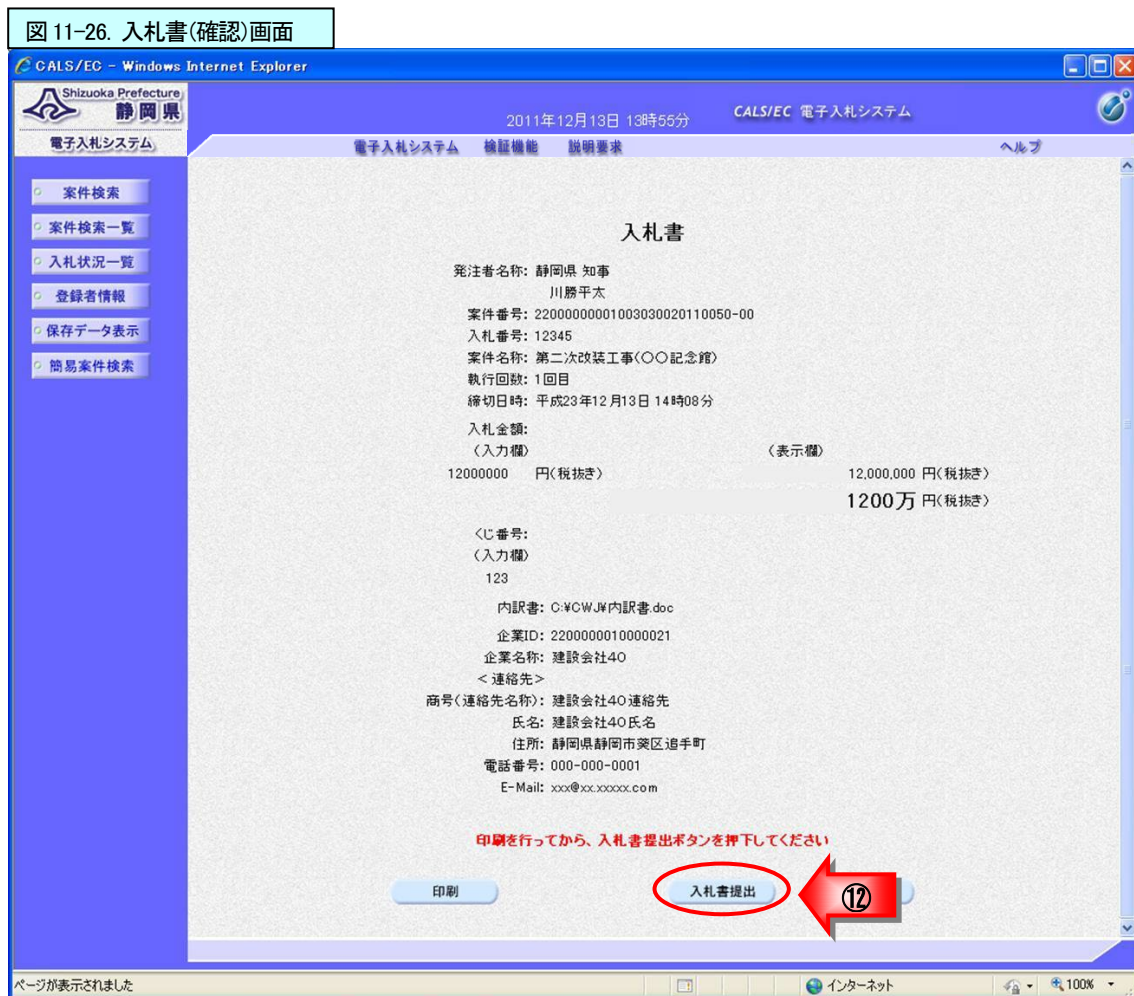 図 11-26. 入札書(確認)画面
CALS/EC - Windows Internet Explorer
Shizuoka Prefecture
静岡県
電子入札システム
2011年12月13日 13時55分
CALS/EC 電子入札システム
電子入札システム 検証機能 説明要求 ヘルプ
案件検索
案件検索一覧
入札状況一覧
登録者情報
保存データ表示
簡易案件検索
入札書
発注者名称: 静岡県 知事
川勝平太
案件番号: 22000000001003030020110050-00
入札番号: 12345
案件名称: 第二次改装工事(〇〇記念館)
執行回数: 1回目
締切日時: 平成23年12月13日 14時08分
入札金額:
(入力欄) (表示欄)
12000000 円(税抜き) 12,000,000 円(税抜き)
1200万 円(税抜き)
くじ番号:
(入力欄)
123
内訳書: C:¥CWJ¥内訳書.doc
企業ID: 2200000010000021
企業名称: 建設会社40
<連絡先>
商号(連絡先名称): 建設会社40連絡先
氏名: 建設会社40氏名
住所: 静岡県静岡市葵区追手町
電話番号: 000-000-0001
E-Mail: xxx@xx.xxxxx.com
印刷を行ってから、入札書提出ボタンを押下してください
印刷 入札書提出 ⑫
ページが表示されました インターネット 100%